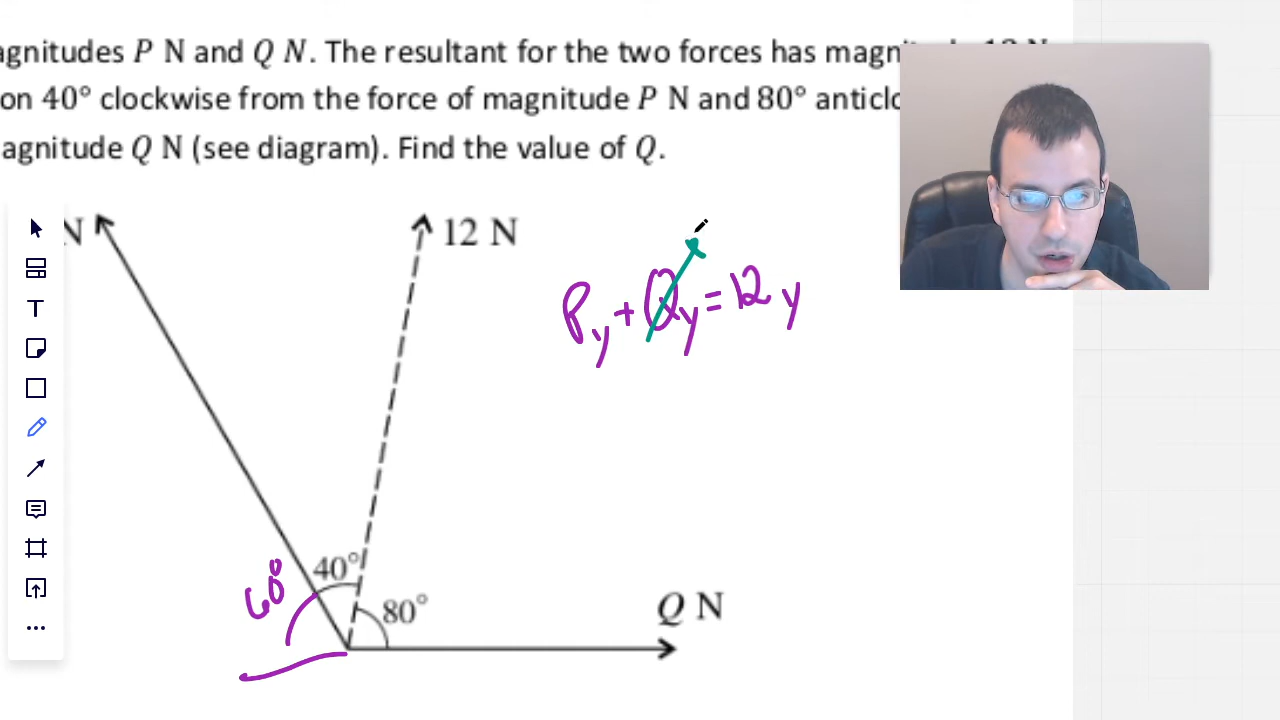 agnitudes P N and Q N. The resultant for the two forces has magn
on 40° clockwise from the force of magnitude P N and 80° anticlo
agnitude Q N (see diagram). Find the value of Q.
N
12 N
Py + Qy = 12 y
40°
60°
80°
Q N
T